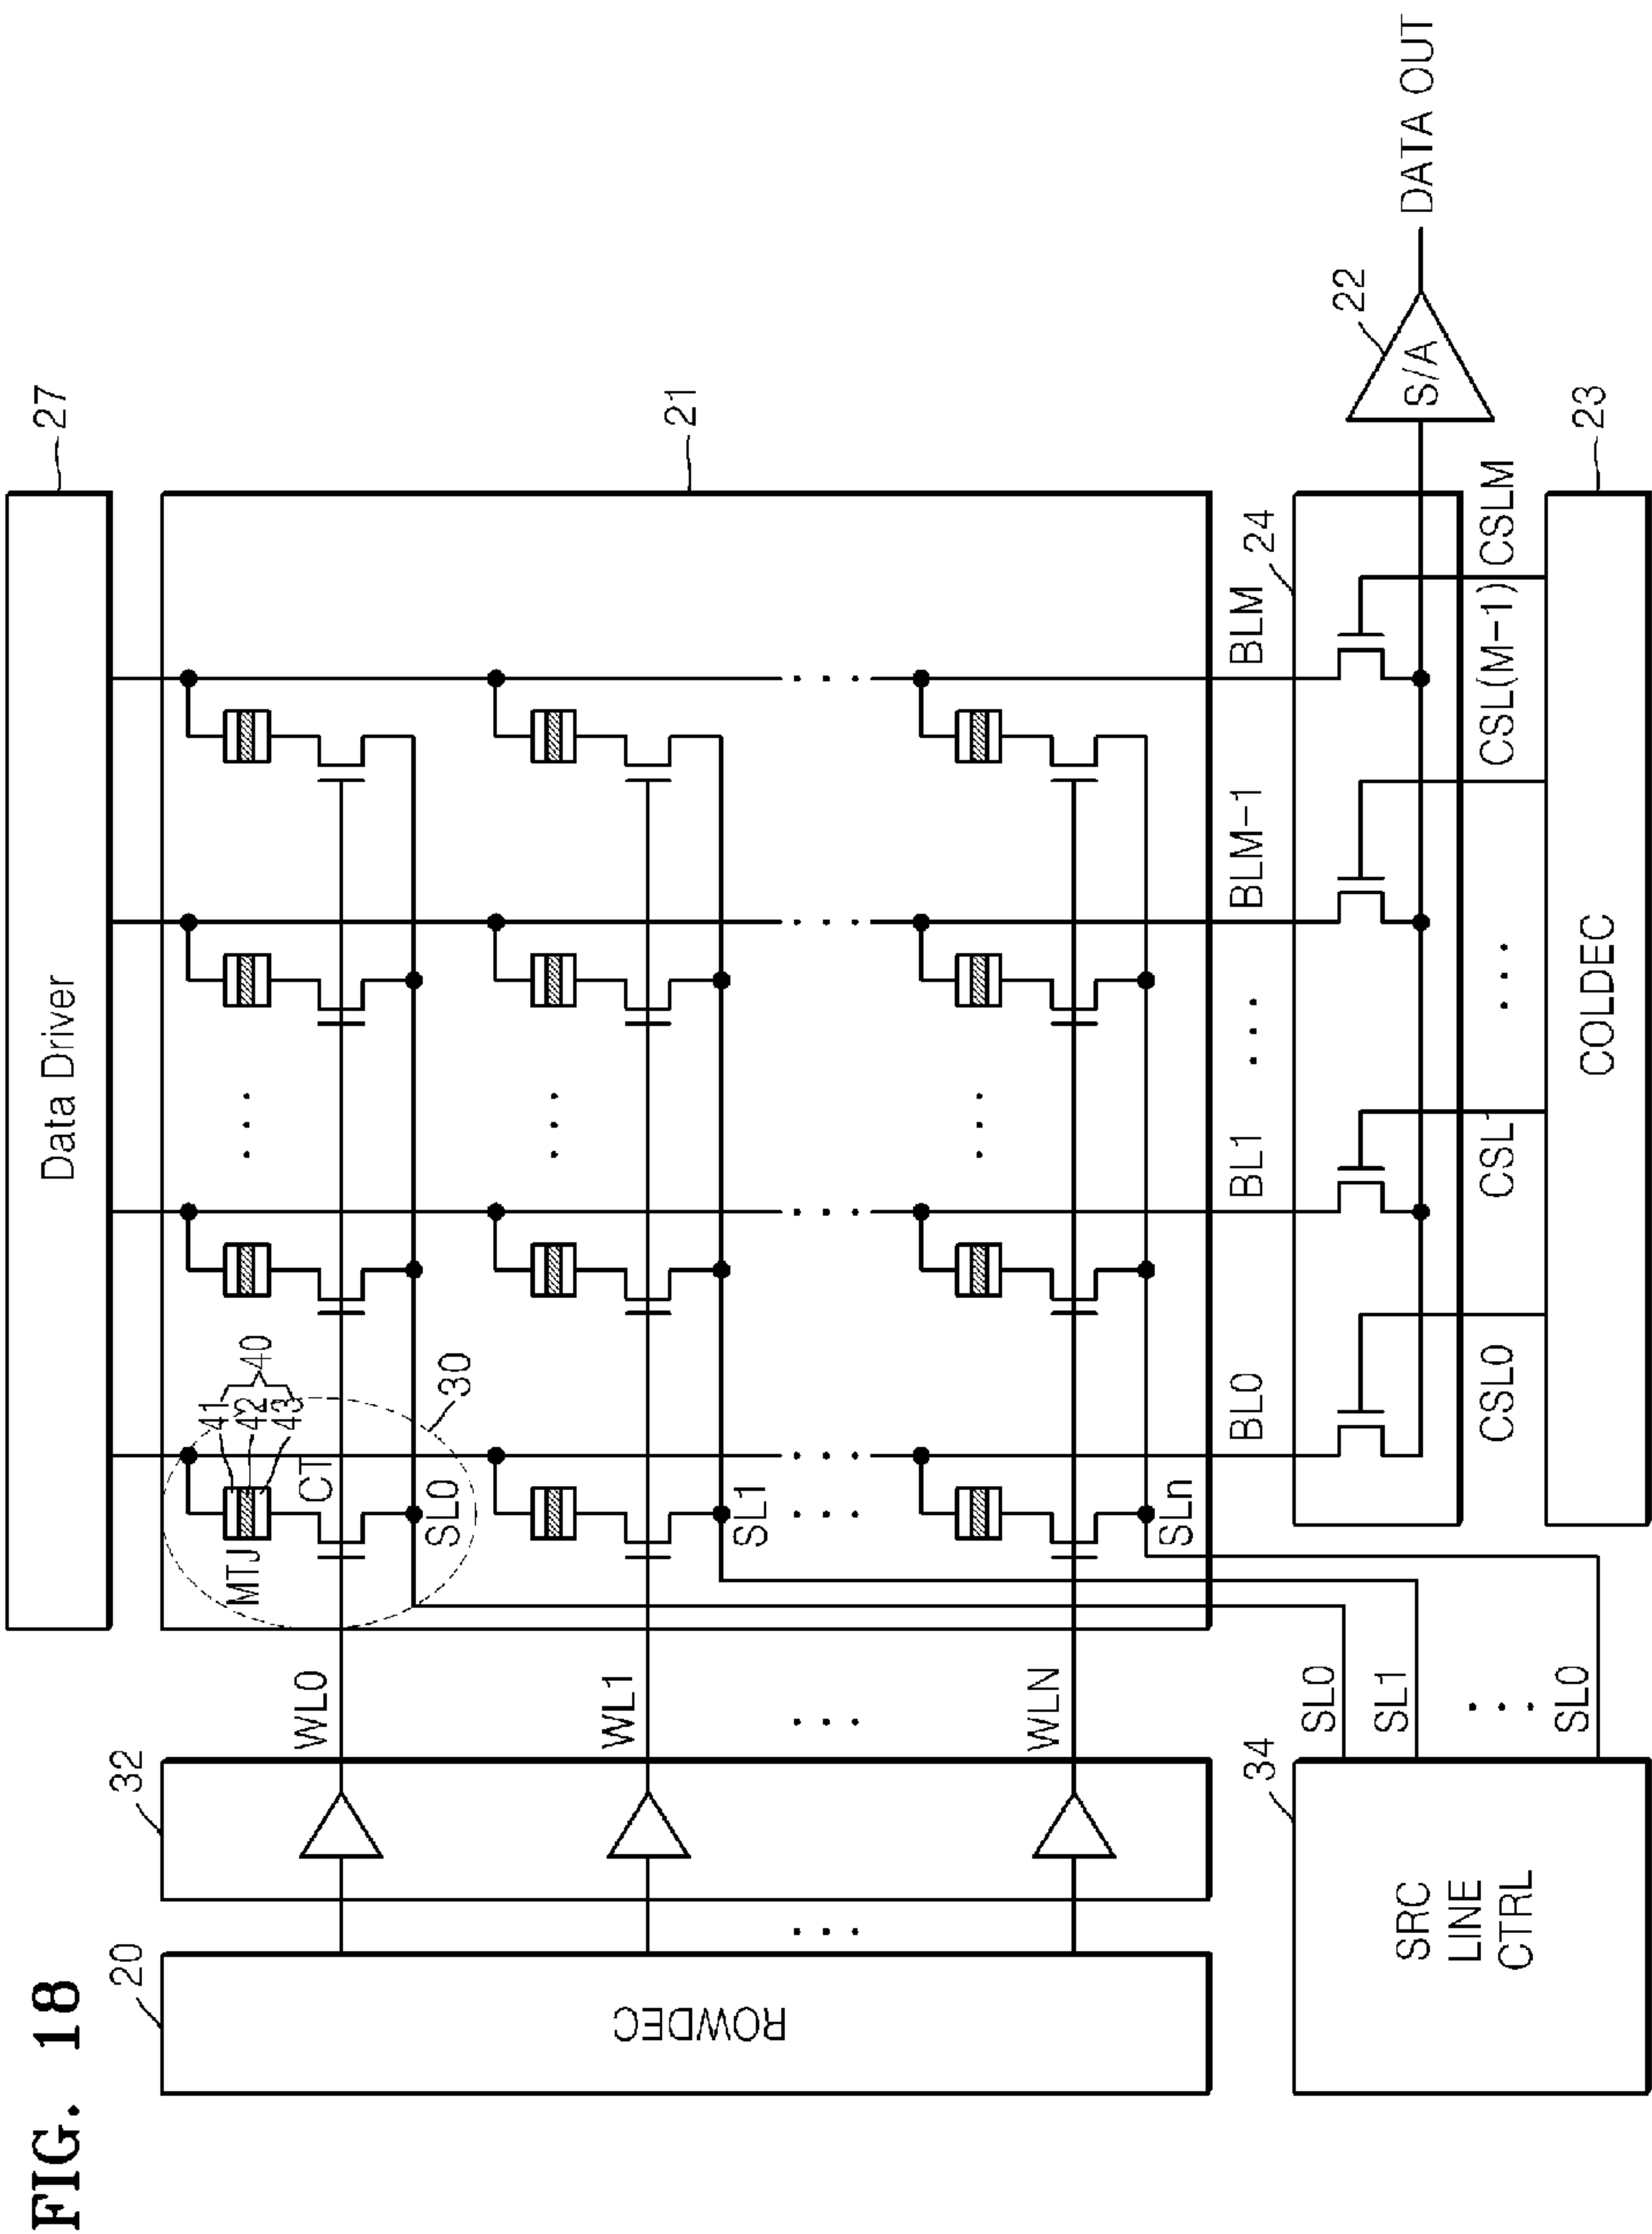 FIG. 18
Data Driver
27
20
32
ROWDEC
WL0
WL1
WLN
21
MTJ
41
42
43
40
CT
30
SL0
SL1
SLn
34
SRC
LINE
CTRL
SL0
SL1
SL0
BL0
BL1
BLM-1
BLM
24
CSL0
CSL1
CSL(M-1)
CSLM
COLDEC
23
22
S/A
DATA OUT